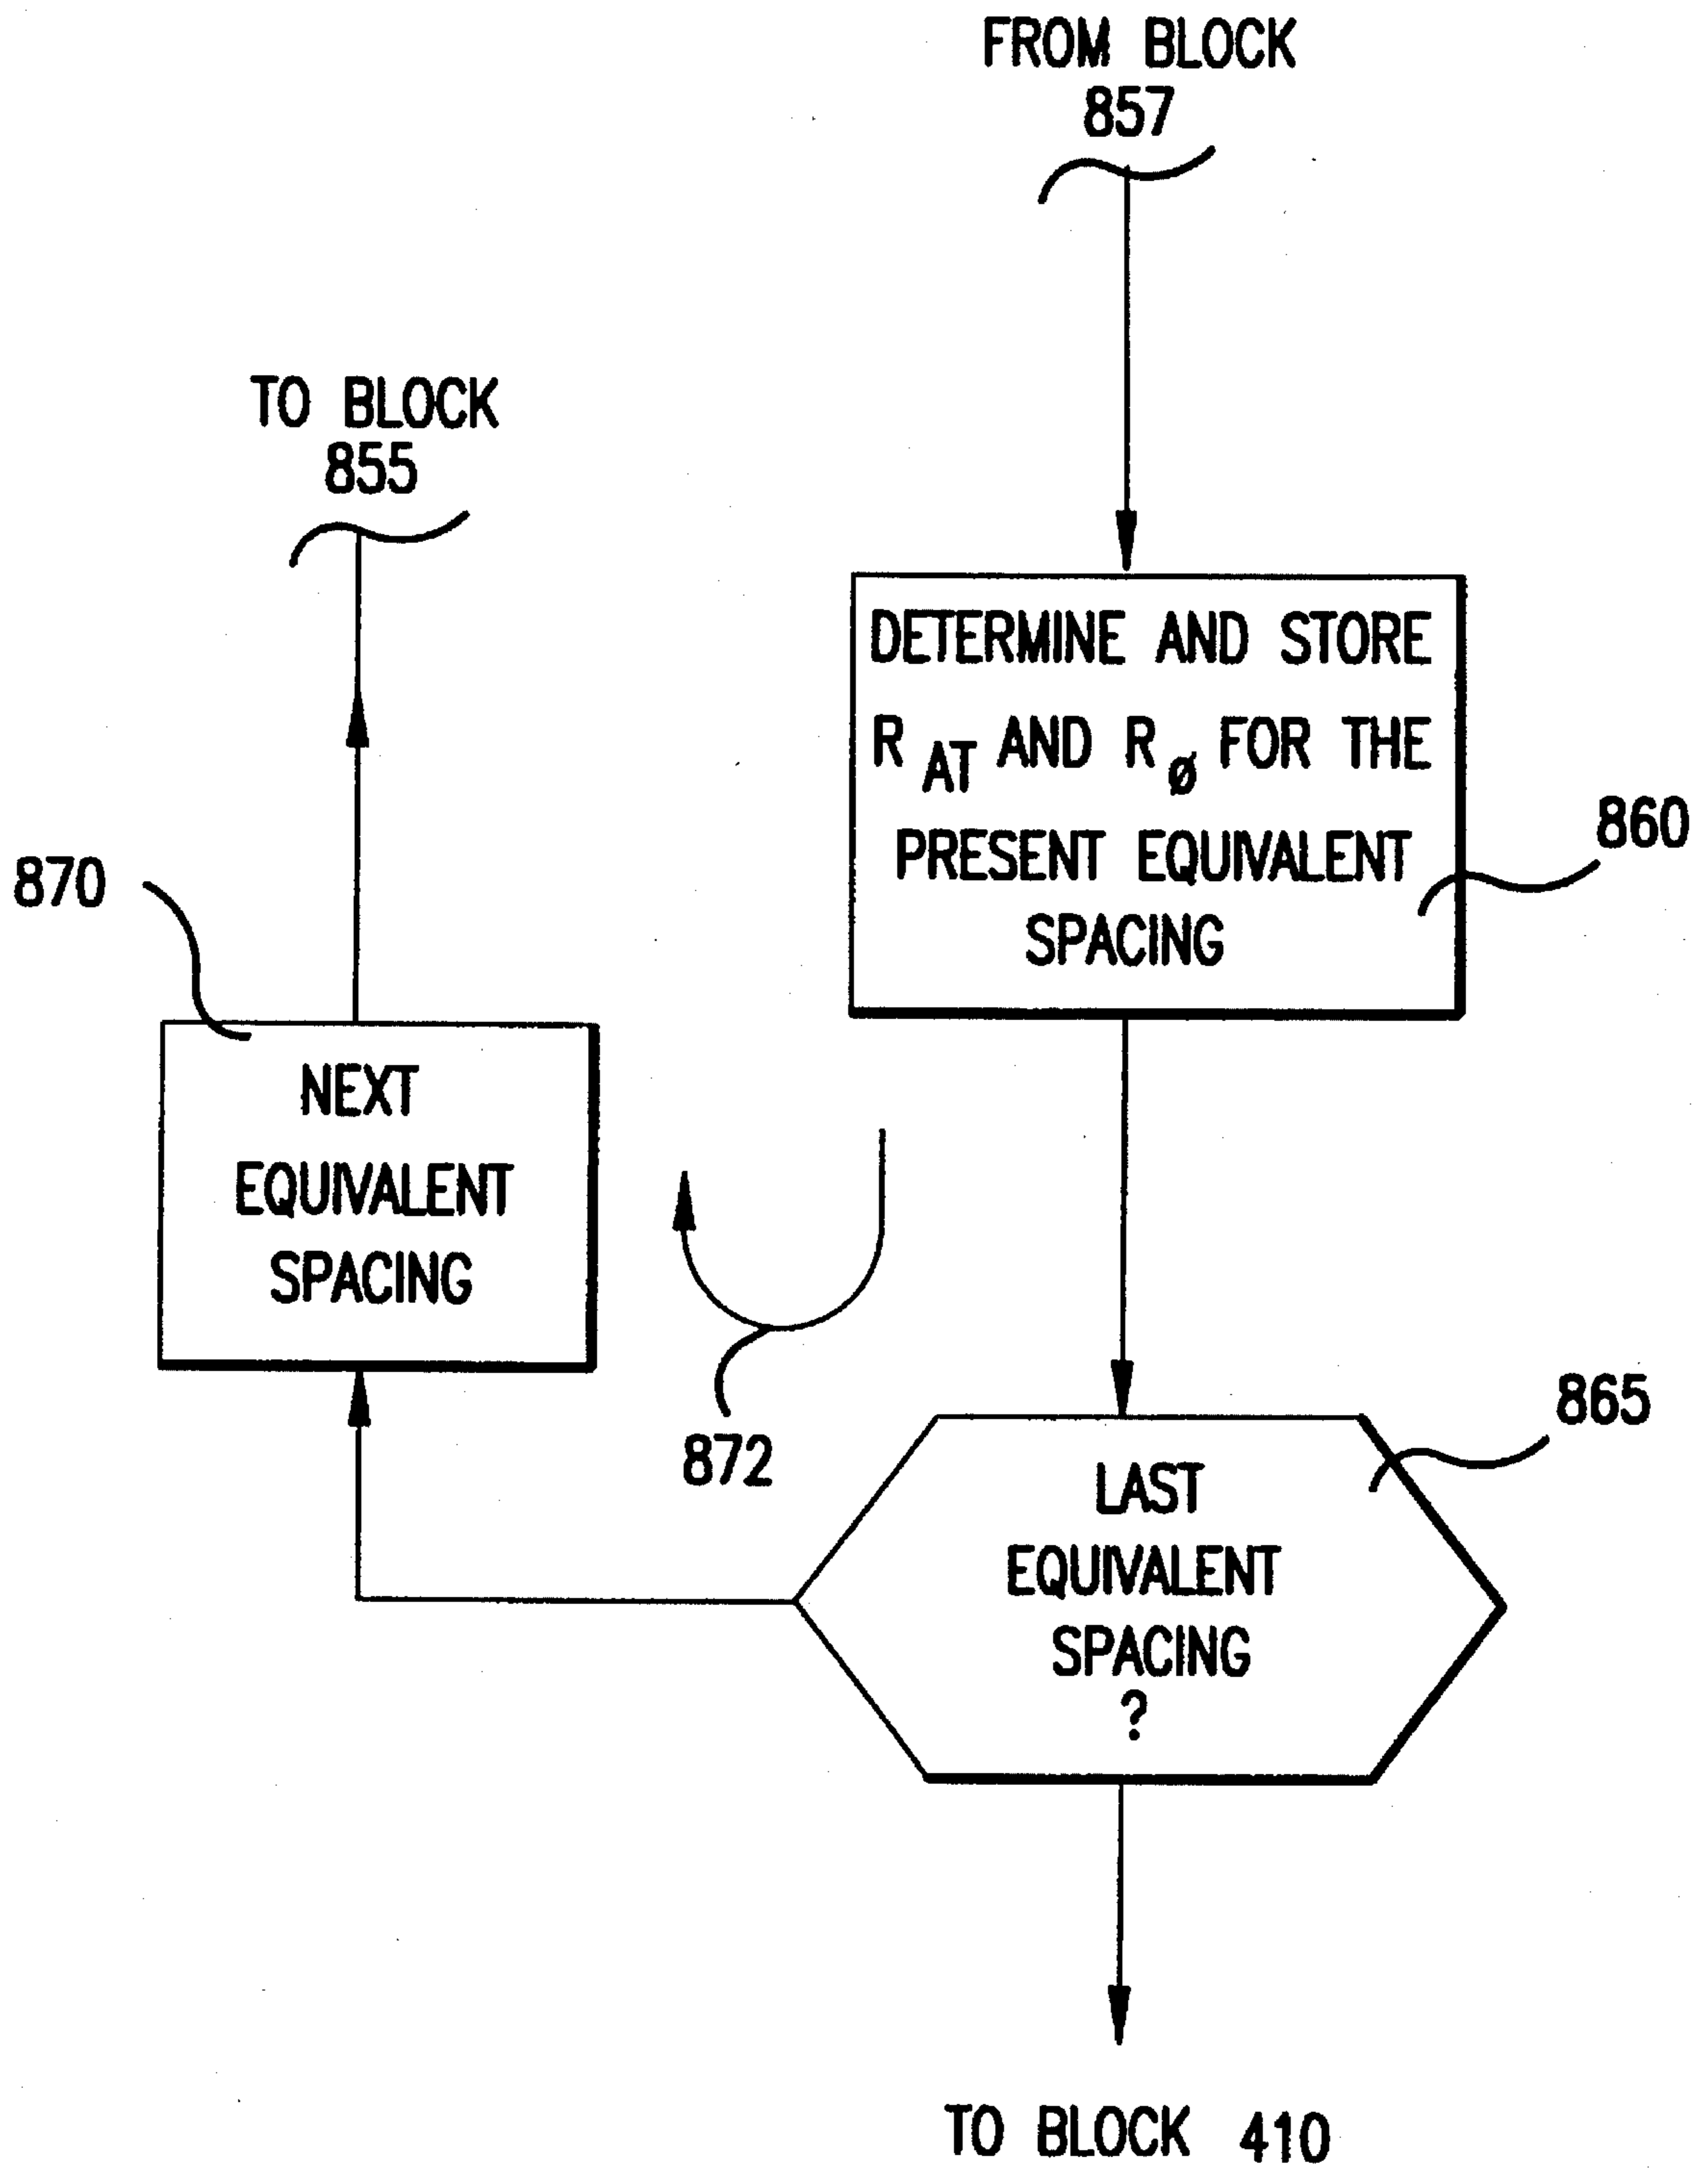 FROM BLOCK
857
TO BLOCK
855
DETERMINE AND STORE
R AT AND R ø FOR THE
PRESENT EQUIVALENT
SPACING
860
870
NEXT
EQUIVALENT
SPACING
872
865
LAST
EQUIVALENT
SPACING
?
TO BLOCK 410